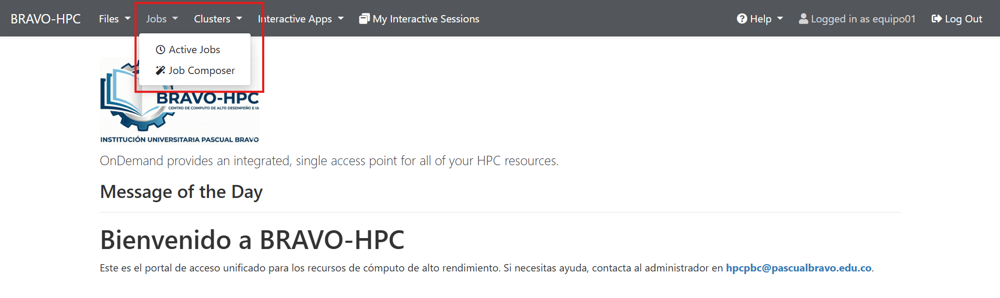 BRAVO-HPC Files Jobs Clusters Interactive Apps My Interactive Sessions Help Logged in as equipo01 Log Out
Active Jobs
Job Composer
BRAVO-HPC
CENTRO DE COMPUTO DE ALTO DESEMPEÑO E IA
INSTITUCIÓN UNIVERSITARIA PASCUAL BRAVO
OnDemand provides an integrated, single access point for all of your HPC resources.
Message of the Day
Bienvenido a BRAVO-HPC
Este es el portal de acceso unificado para los recursos de cómputo de alto rendimiento. Si necesitas ayuda, contacta al administrador en hpcpbc@pascualbravo.edu.co.